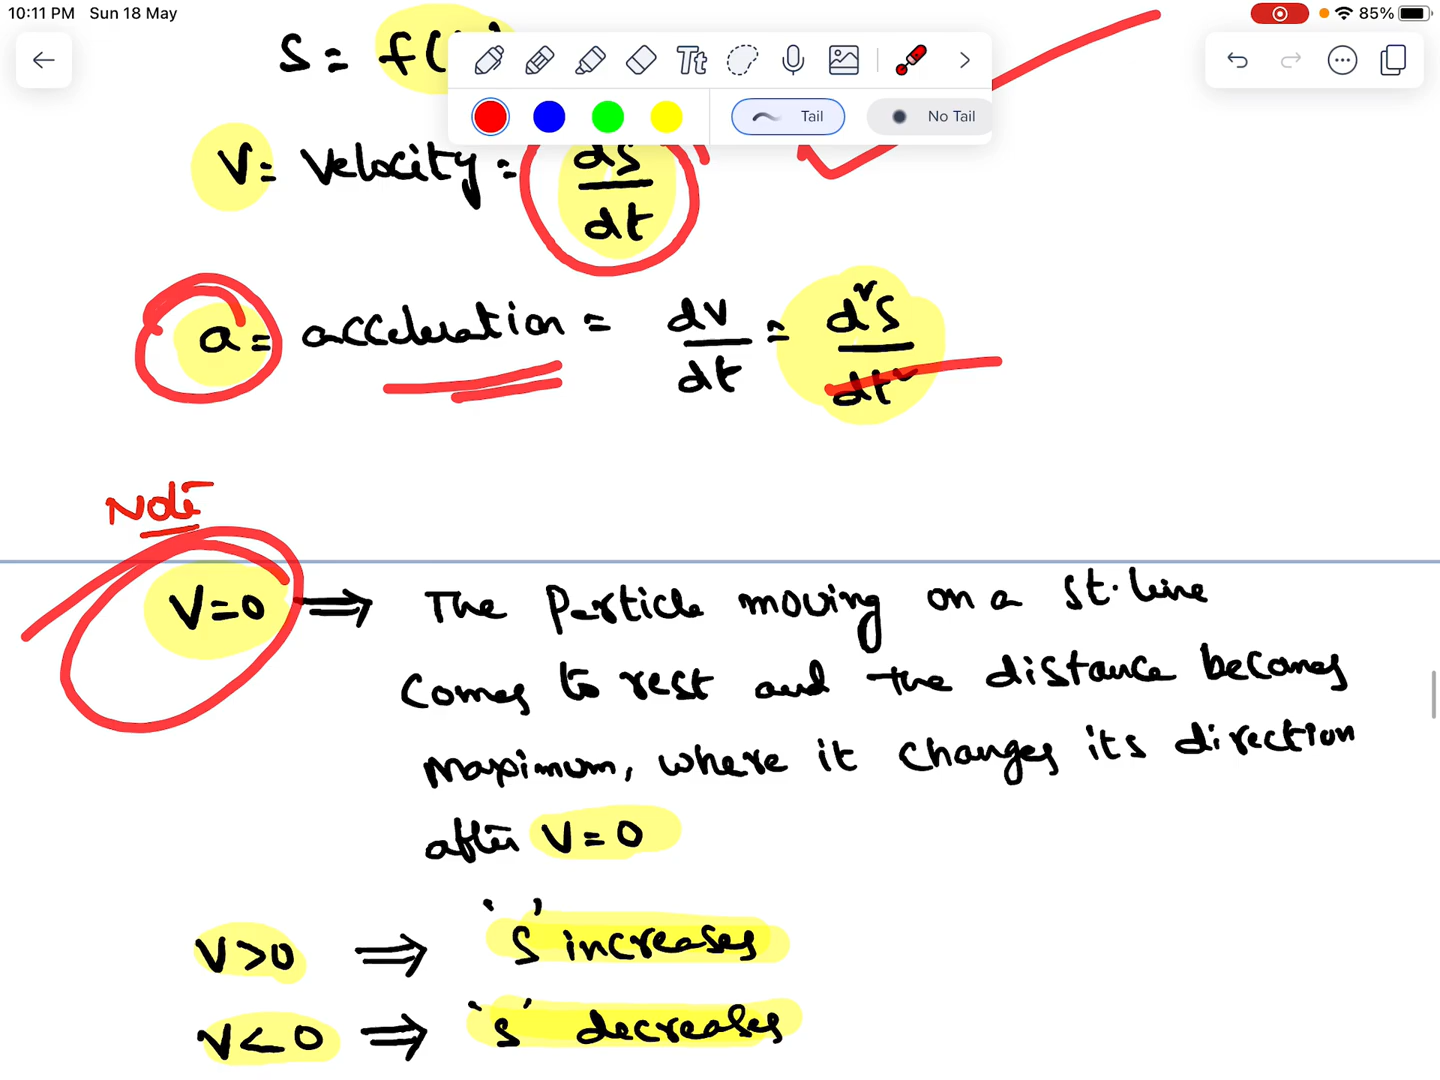 10:11 PM Sun 18 May
85%
S = f(
Tt
Tail
No Tail
V = Velocity = ds/dt
a = acceleration = dv/dt = d²s/dt²
Note
V=0 ⟹ The Particle moving on a St. line
Comes to rest and the distance becomes
maximum, where it changes its direction
after V = 0
V>0 ⟹ 'S' increases
V<0 ⟹ 's' decreases